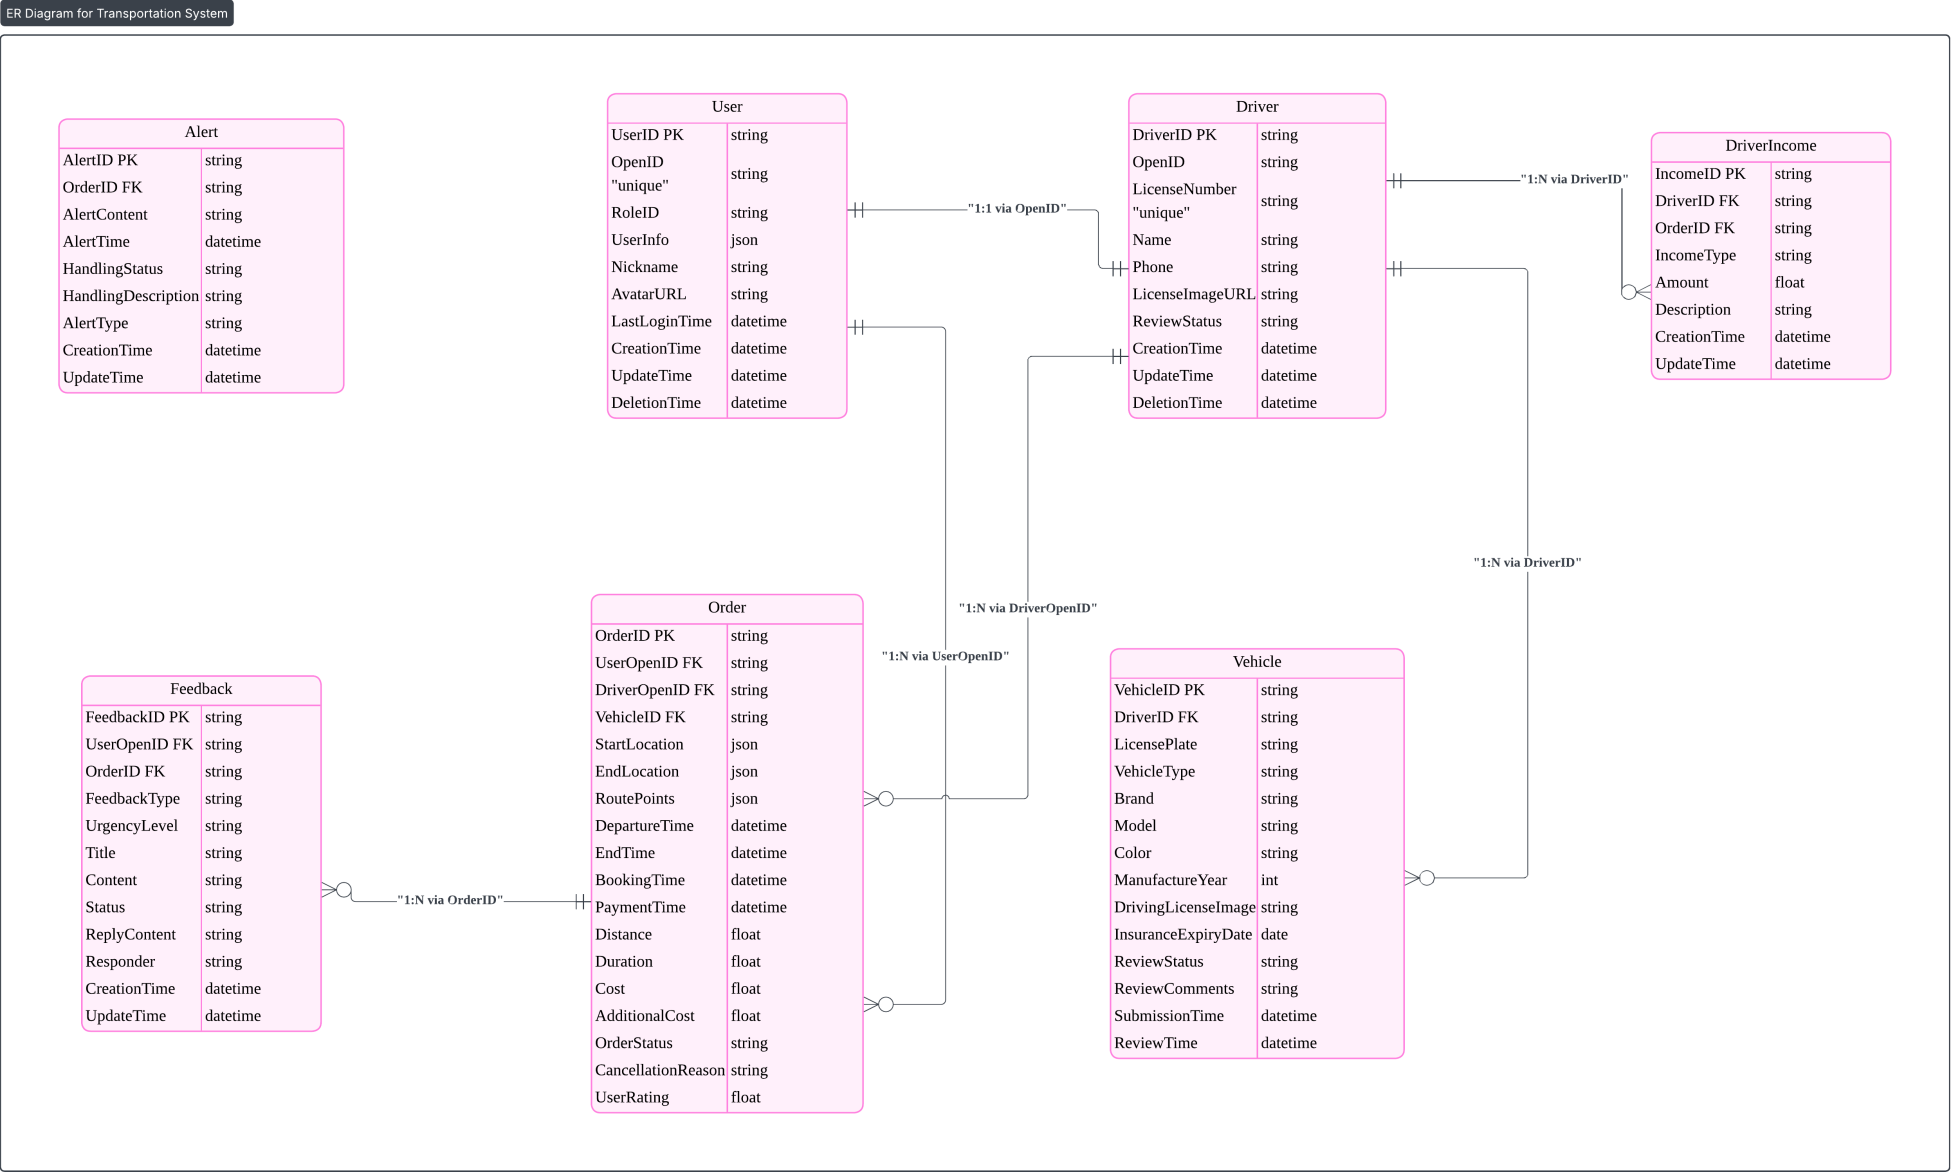 ER Diagram for Transportation System
Alert
AlertID PK string
OrderID FK string
AlertContent string
AlertTime datetime
HandlingStatus string
HandlingDescription string
AlertType string
CreationTime datetime
UpdateTime datetime
User
UserID PK string
OpenID
"unique" string
RoleID string
UserInfo json
Nickname string
AvatarURL string
LastLoginTime datetime
CreationTime datetime
UpdateTime datetime
DeletionTime datetime
"1:1 via OpenID"
Driver
DriverID PK string
OpenID string
LicenseNumber
"unique" string
Name string
Phone string
LicenseImageURL string
ReviewStatus string
CreationTime datetime
UpdateTime datetime
DeletionTime datetime
"1:N via DriverID"
DriverIncome
IncomeID PK string
DriverID FK string
OrderID FK string
IncomeType string
Amount float
Description string
CreationTime datetime
UpdateTime datetime
"1:N via DriverID"
"1:N via DriverOpenID"
"1:N via UserOpenID"
Feedback
FeedbackID PK string
UserOpenID FK string
OrderID FK string
FeedbackType string
UrgencyLevel string
Title string
Content string
Status string
ReplyContent string
Responder string
CreationTime datetime
UpdateTime datetime
"1:N via OrderID"
Order
OrderID PK string
UserOpenID FK string
DriverOpenID FK string
VehicleID FK string
StartLocation json
EndLocation json
RoutePoints json
DepartureTime datetime
EndTime datetime
BookingTime datetime
PaymentTime datetime
Distance float
Duration float
Cost float
AdditionalCost float
OrderStatus string
CancellationReason string
UserRating float
Vehicle
VehicleID PK string
DriverID FK string
LicensePlate string
VehicleType string
Brand string
Model string
Color string
ManufactureYear int
DrivingLicenseImage string
InsuranceExpiryDate date
ReviewStatus string
ReviewComments string
SubmissionTime datetime
ReviewTime datetime